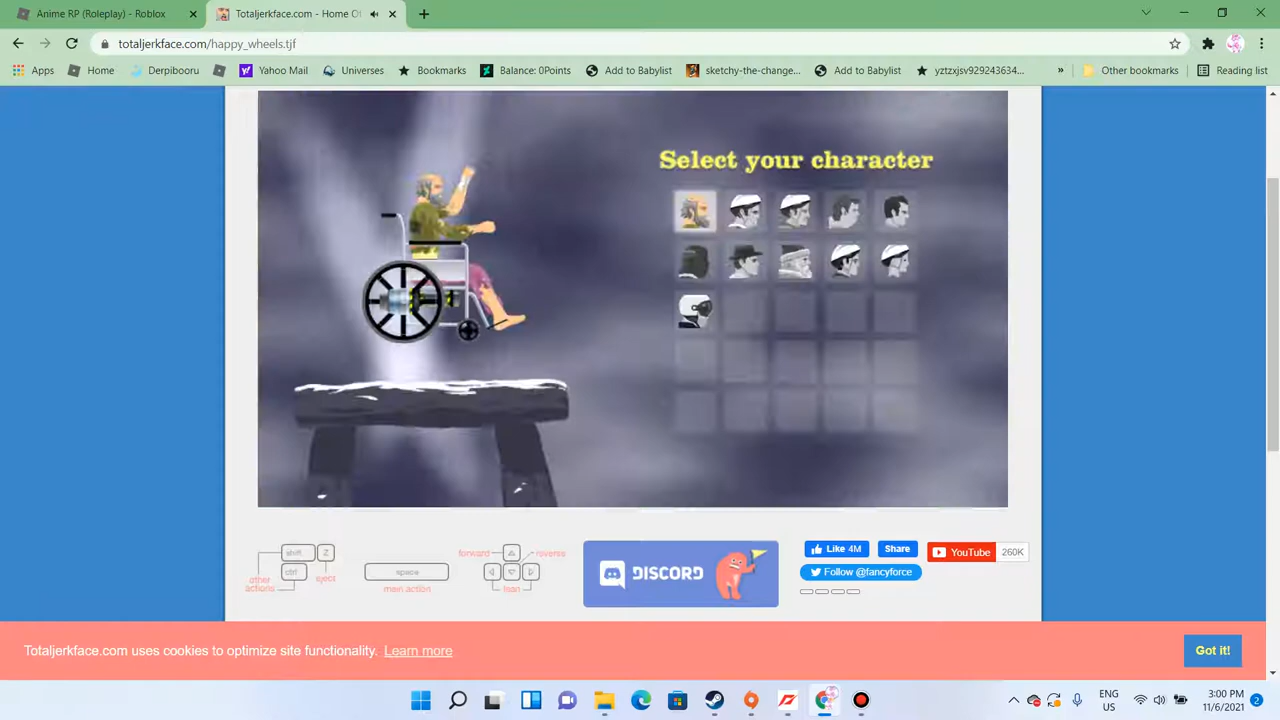 Anime RP (Roleplay) - Roblox
Totaljerkface.com - Home Of
totaljerkface.com/happy_wheels.tjf
Apps
Home
Derpibooru
Yahoo Mail
Universes
Bookmarks
Balance: 0Points
Add to Babylist
sketchy-the-change...
Add to Babylist
yztzxjsv929243634...
»
Other bookmarks
Reading list
Select your character
shift
Z
ctrl
other actions
eject
space
main action
forward
reverse
lean
DISCORD
Like 4M
Share
YouTube
260K
Follow @fancyforce
Totaljerkface.com uses cookies to optimize site functionality. Learn more
Got it!
ENG
US
3:00 PM
11/6/2021
2